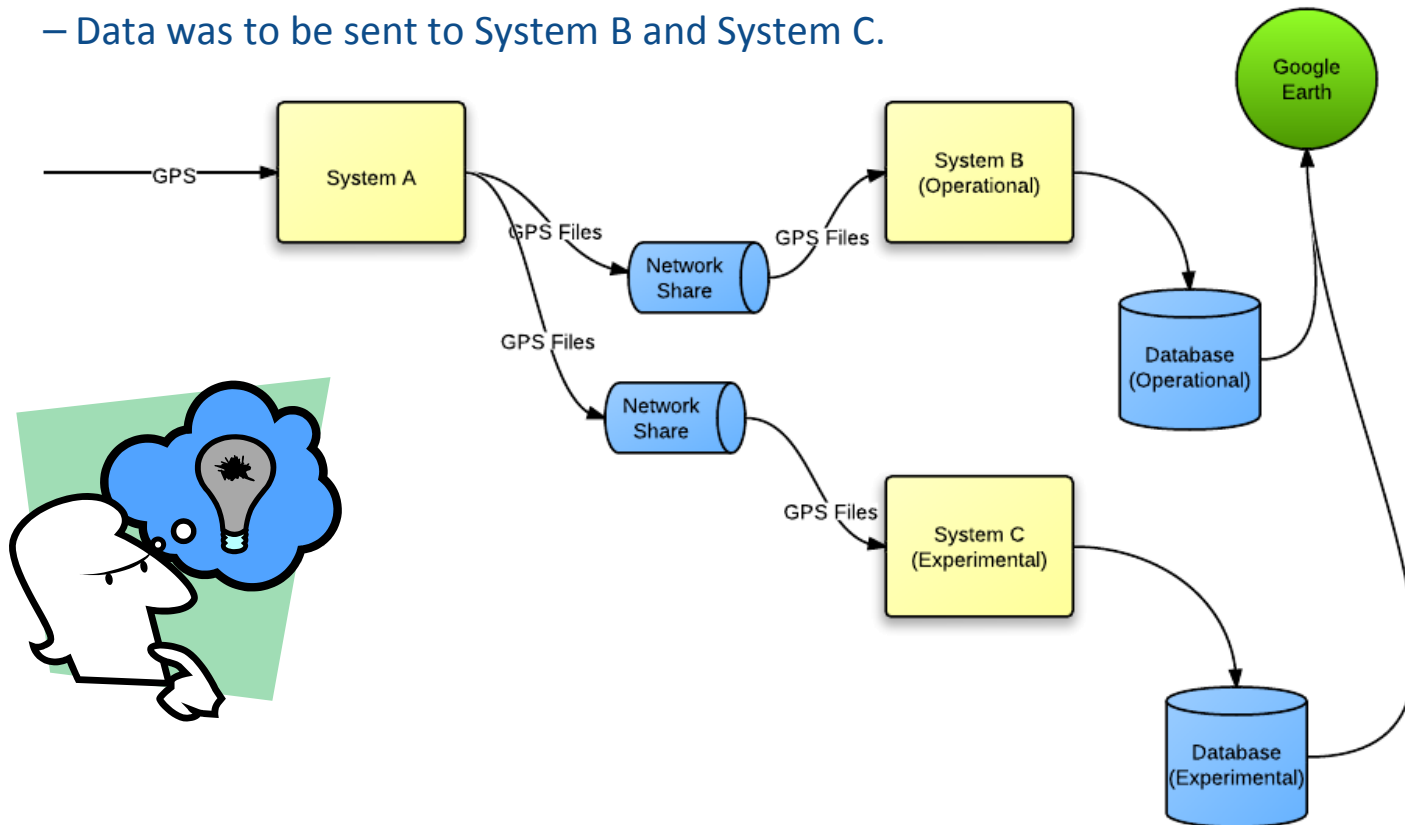 – Data was to be sent to System B and System C.
Google
Earth
GPS
System A
System B
(Operational)
GPS Files
GPS Files
Network
Share
Database
(Operational)
GPS Files
Network
Share
GPS Files
System C
(Experimental)
Database
(Experimental)